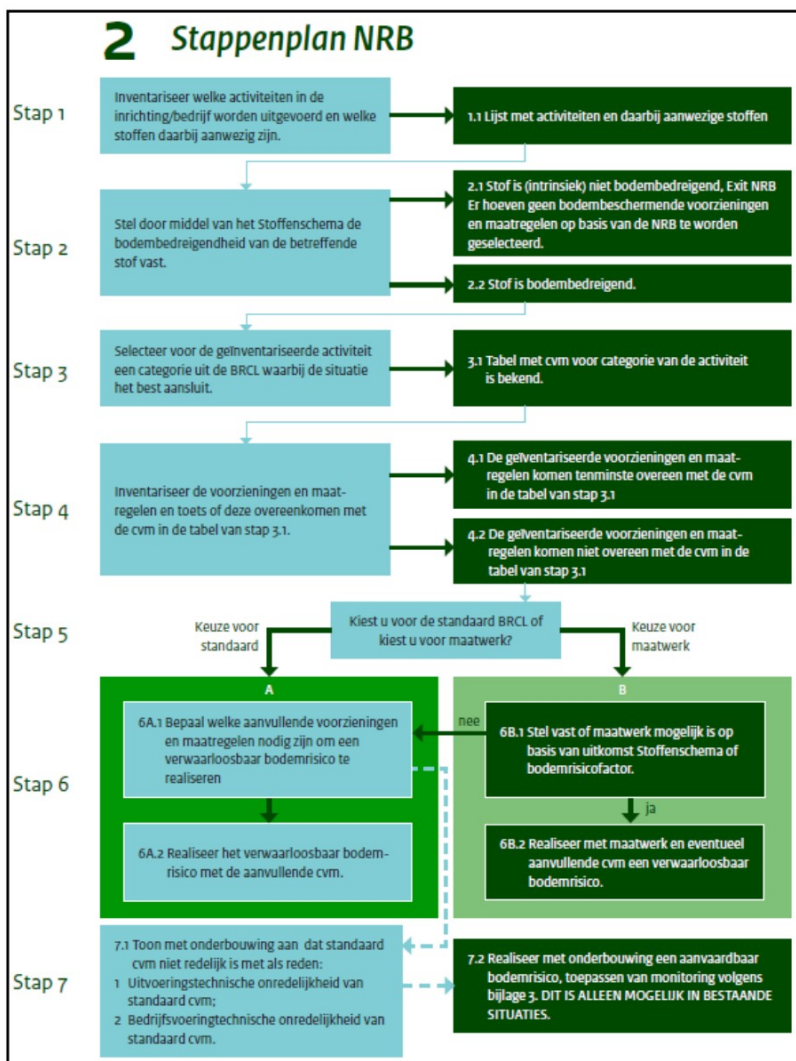 2 Stappenplan NRB
Stap 1
Inventariseer welke activiteiten in de
inrichting/bedrijf worden uitgevoerd en welke
stoffen daarbij aanwezig zijn.
1.1 Lijst met activiteiten en daarbij aanwezige stoffen
Stap 2
Stel door middel van het Stoffenschema de
bodembedreigendheid van de betreffende
stof vast.
2.1 Stof is (intrinsiek) niet bodembedreigend, Exit NRB
Er hoeven geen bodembeschermende voorzieningen
en maatregelen op basis van de NRB te worden
geselecteerd.
2.2 Stof is bodembedreigend.
Stap 3
Selecteer voor de geïnventariseerde activiteit
een categorie uit de BRCL waarbij de situatie
het best aansluit.
3.1 Tabel met cvm voor categorie van de activiteit
is bekend.
Stap 4
Inventariseer de voorzieningen en maat-
regelen en toets of deze overeenkomen met
de cvm in de tabel van stap 3.1.
4.1 De geïventariseerde voorzieningen en maat-
regelen komen tenminste overeen met de cvm
in de tabel van stap 3.1
4.2 De geïventariseerde voorzieningen en maat-
regelen komen niet overeen met de cvm in de
tabel van stap 3.1
Stap 5
Keuze voor
standaard
Kiest u voor de standaard BRCL of
kiest u voor maatwerk?
Keuze voor
maatwerk
Stap 6
A
6A.1 Bepaal welke aanvullende voorzieningen
en maatregelen nodig zijn om een
verwaarloosbaar bodemrisico te
realiseren
6A.2 Realiseer het verwaarloosbaar bodem-
risico met de aanvullende cvm.
nee
B
6B.1 Stel vast of maatwerk mogelijk is op
basis van uitkomst Stoffenschema of
bodemrisicofactor.
ja
6B.2 Realiseer met maatwerk en eventueel
aanvullende cvm een verwaarloosbaar
bodemrisico.
Stap 7
7.1 Toon met onderbouwing aan dat standaard
cvm niet redelijk is met als reden:
1 Uitvoeringstechnische onredelijkheid van
standaard cvm;
2 Bedrijfsvoeringtechnische onredelijkheid van
standaard cvm.
7.2 Realiseer met onderbouwing een aanvaardbaar
bodemrisico, toepassen van monitoring volgens
bijlage 3. DIT IS ALLEEN MOGELIJK IN BESTAANDE
SITUATIES.